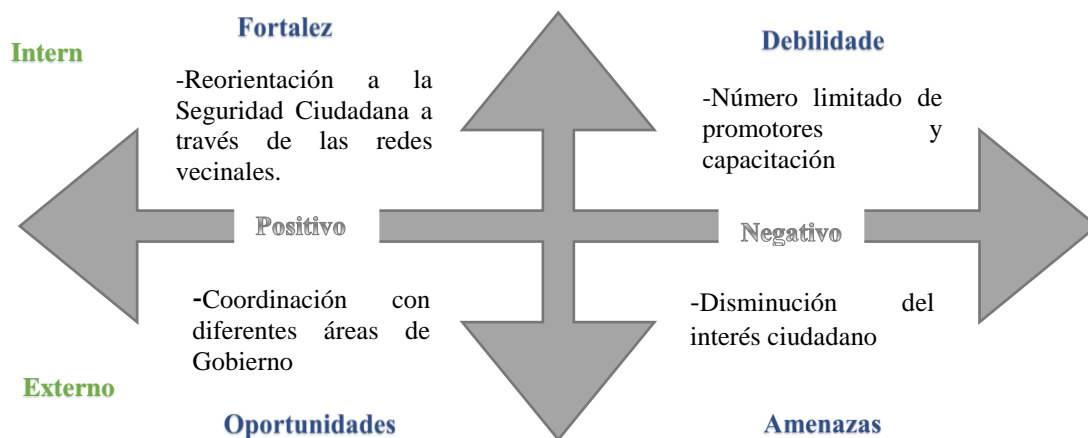 Fortalez
Intern
Debilidade
-Reorientación a la
Seguridad Ciudadana a
través de las redes
vecinales.
-Número limitado de
promotores y
capacitación
Positivo
Negativo
-Coordinación con
diferentes áreas de
Gobierno
-Disminución del
interés ciudadano
Externo
Oportunidades
Amenazas